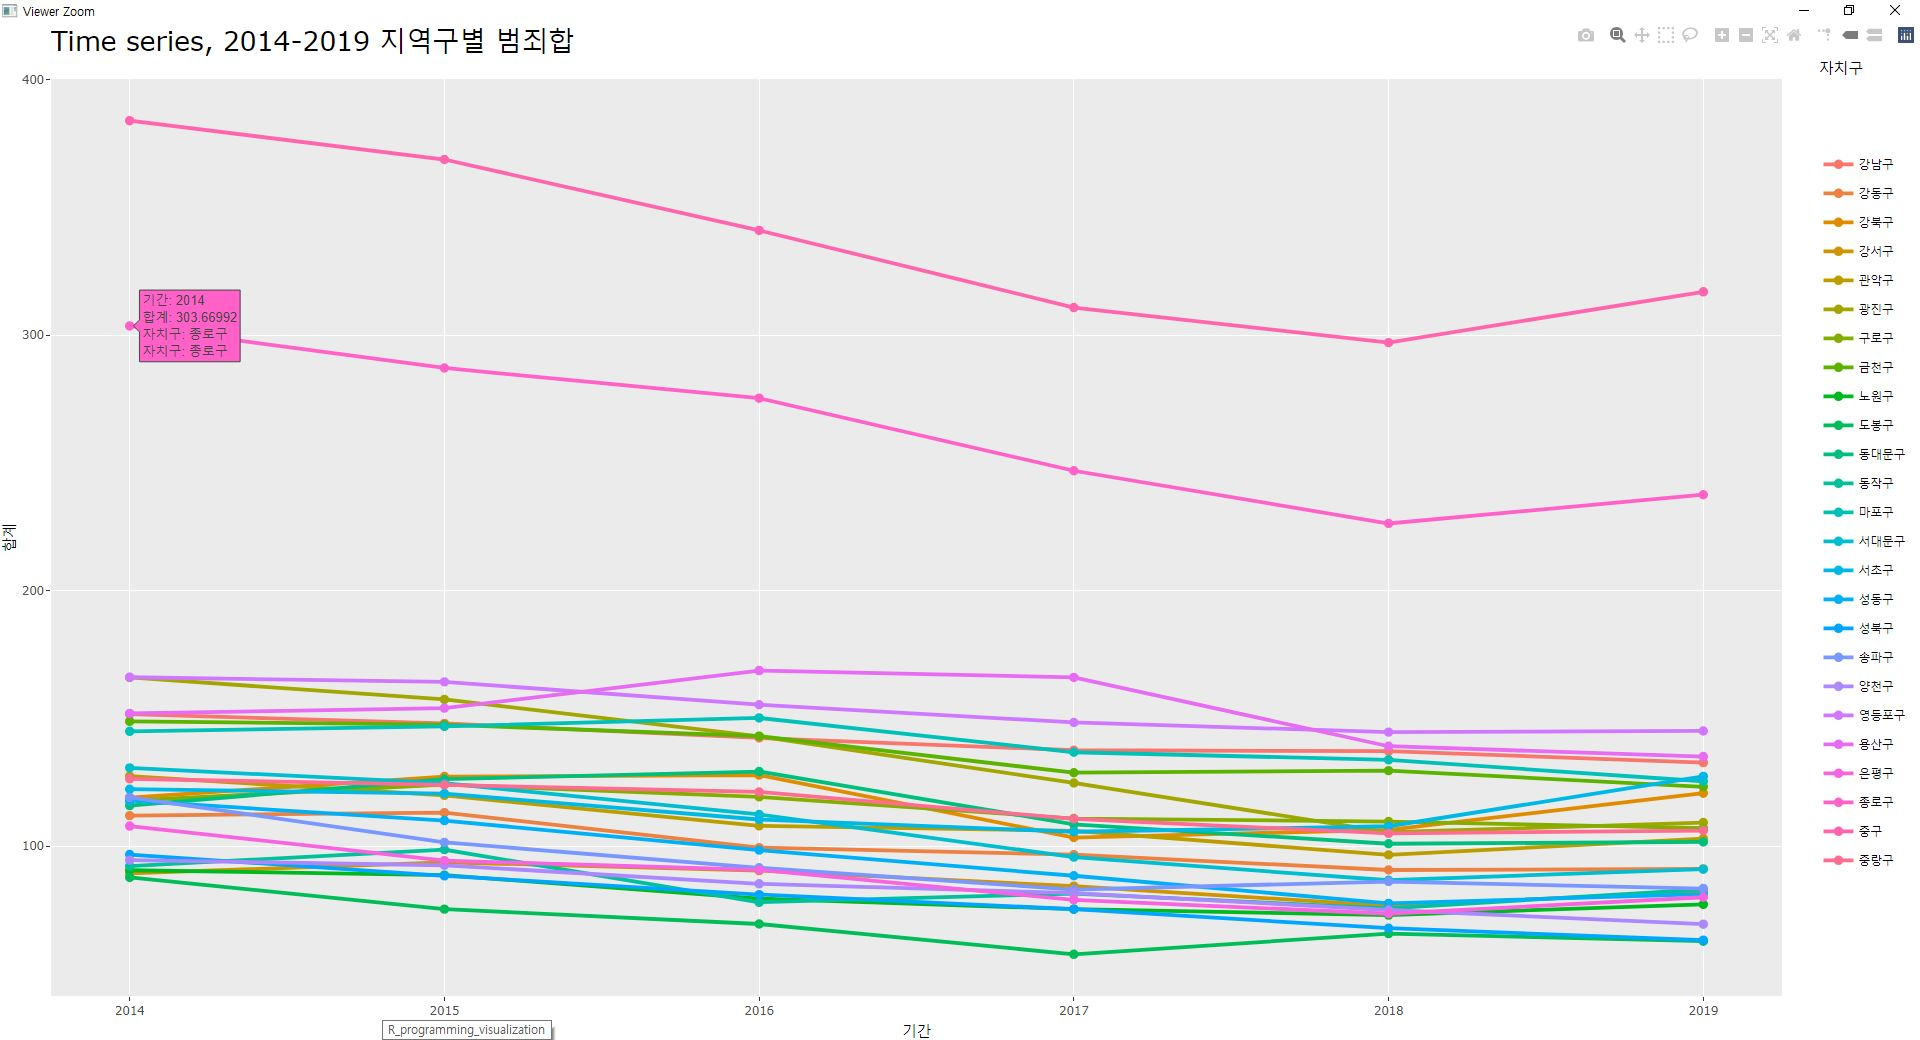 Viewer Zoom
Time series, 2014-2019 지역구별 범죄합
자치구
400
300
200
100
합계
기간: 2014
합계: 303.66992
자치구: 종로구
자치구: 종로구
강남구
강동구
강북구
강서구
관악구
광진구
구로구
금천구
노원구
도봉구
동대문구
동작구
마포구
서대문구
서초구
성동구
성북구
송파구
양천구
영등포구
용산구
은평구
종로구
중구
중랑구
2014
2015
2016
2017
2018
2019
R_programming_visualization
기간